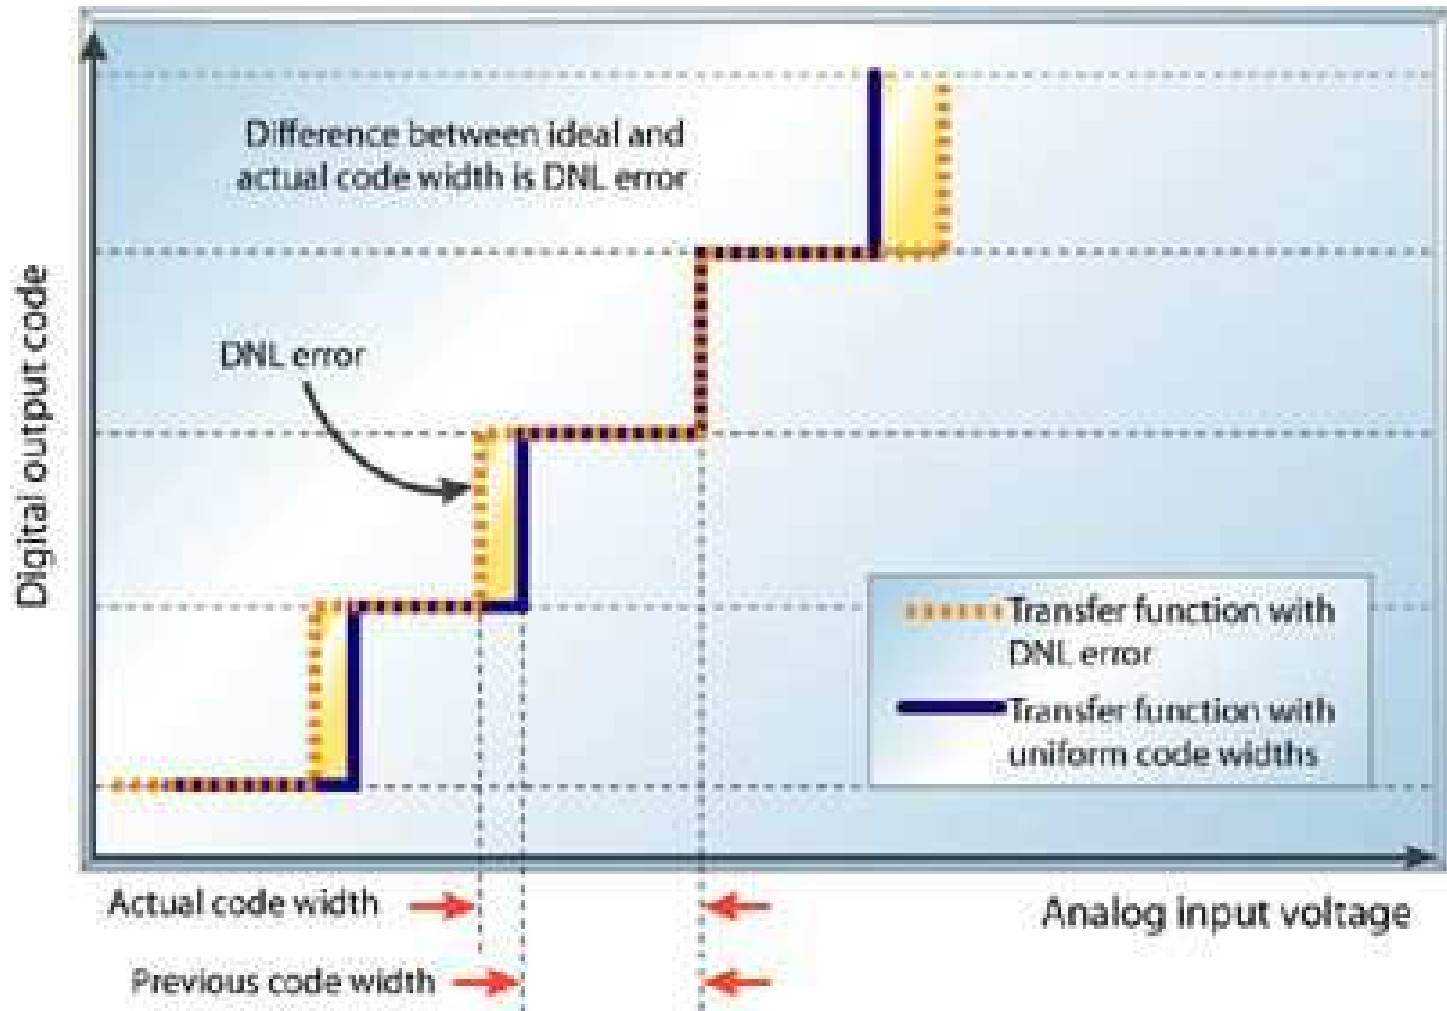 Difference between ideal and
actual code width is DNL error
DNL error
Digital output code
Transfer function with
DNL error
Transfer function with
uniform code widths
Actual code width
Analog input voltage
Previous code width